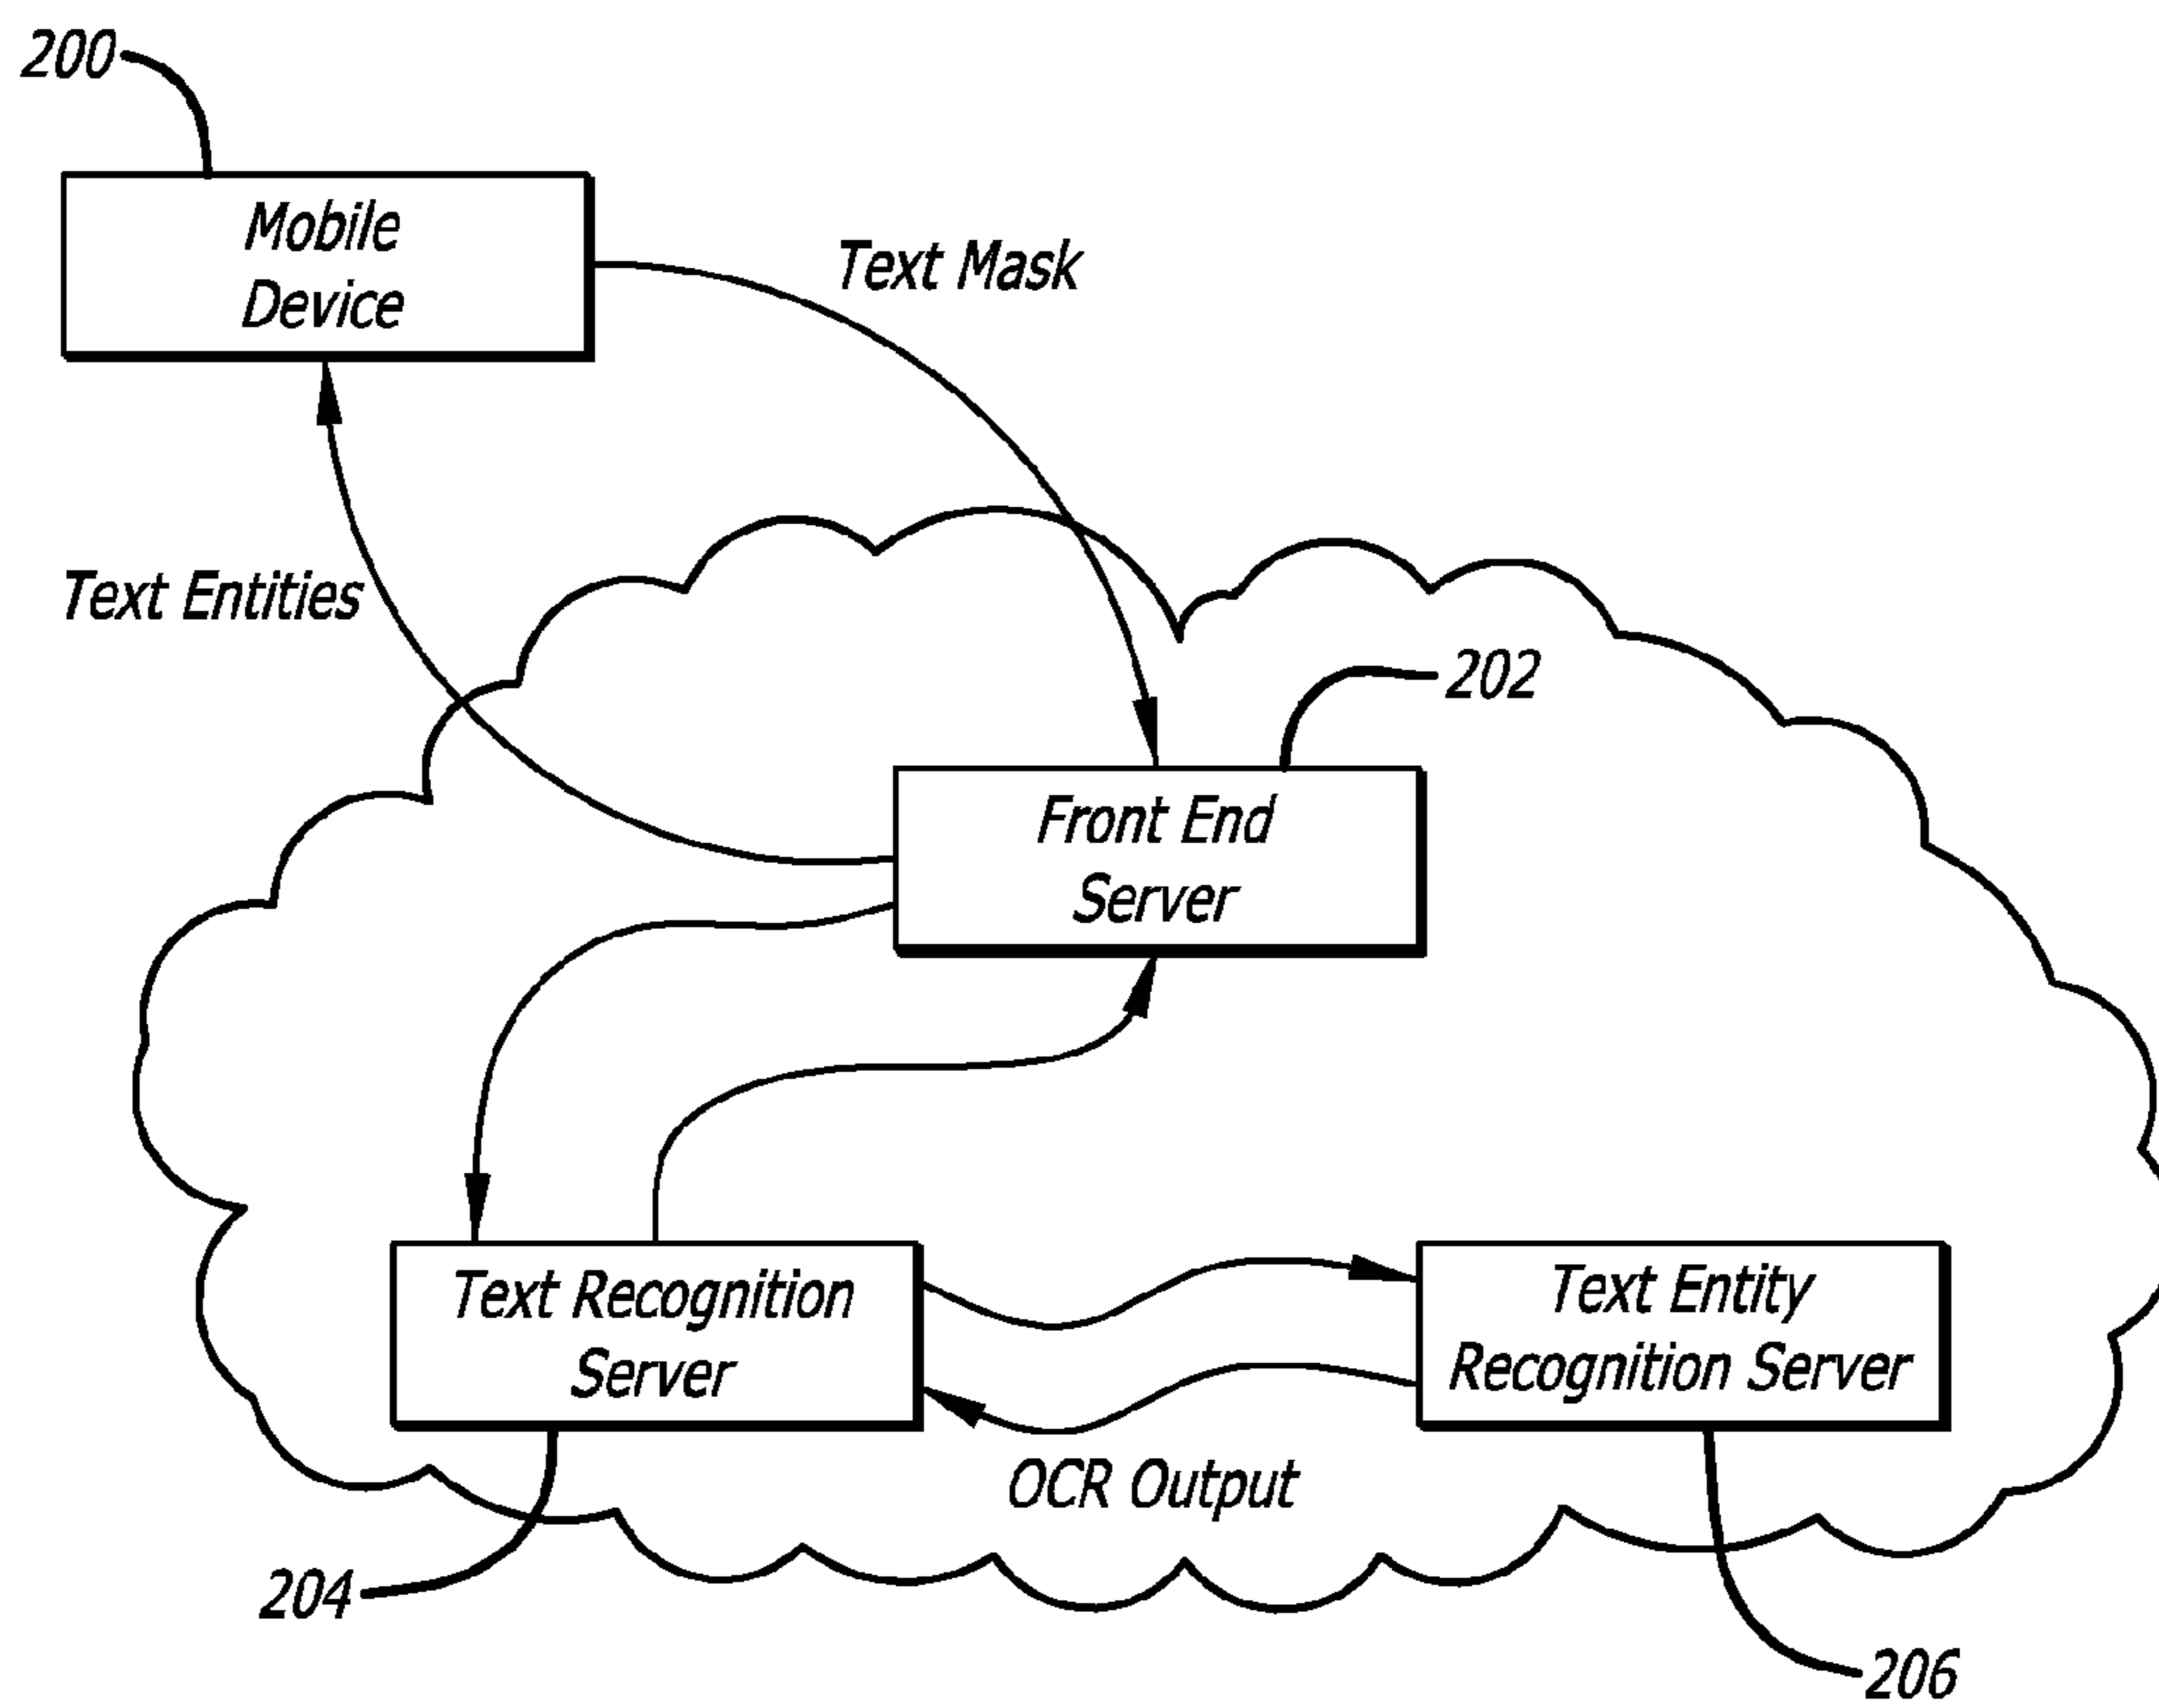 200
Mobile
Device
Text Mask
Text Entities
202
Front End
Server
Text Recognition
Server
Text Entity
Recognition Server
OCR Output
204
206